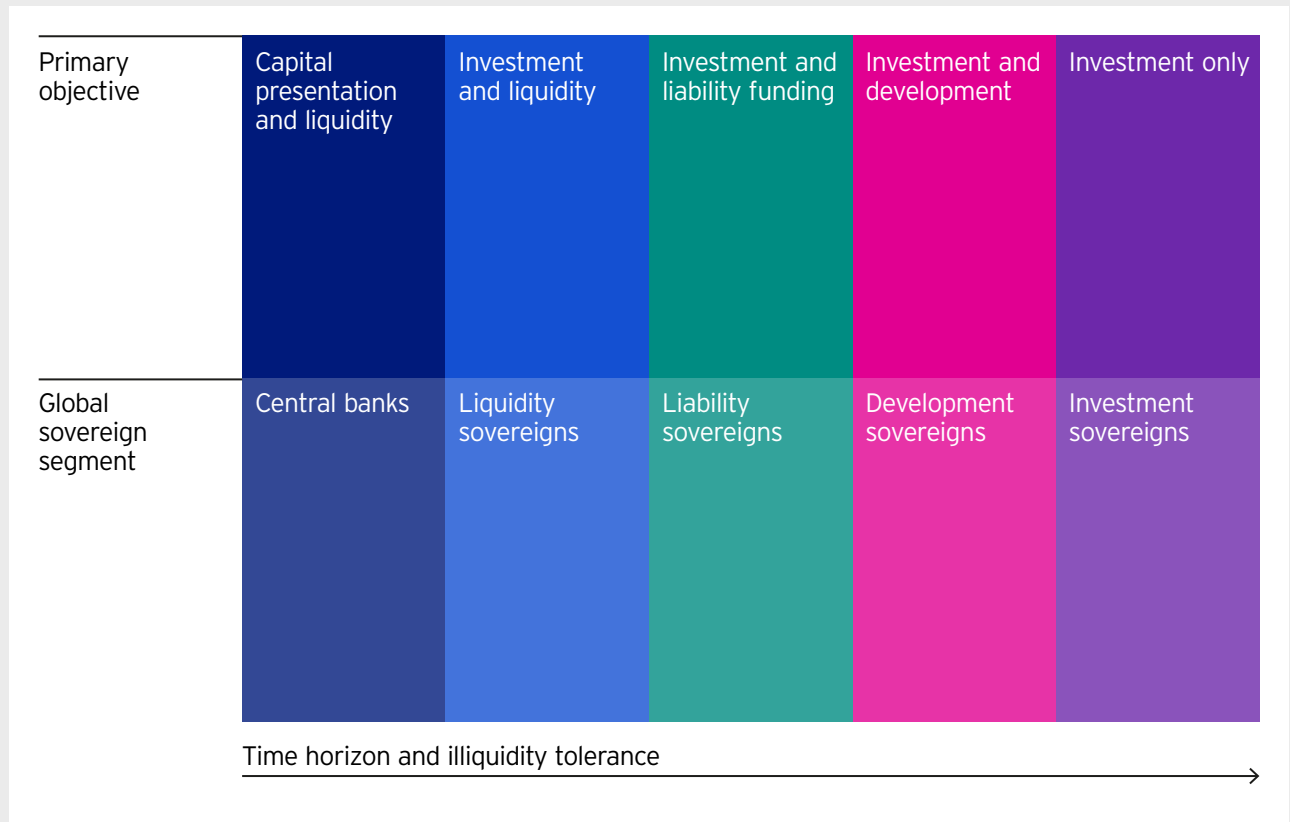 Primary
objective
Capital
presentation
and liquidity
Investment
and liquidity
Investment and
liability funding
Investment and
development
Investment only
Global
sovereign
segment
Central banks
Liquidity
sovereigns
Liability
sovereigns
Development
sovereigns
Investment
sovereigns
Time horizon and illiquidity tolerance